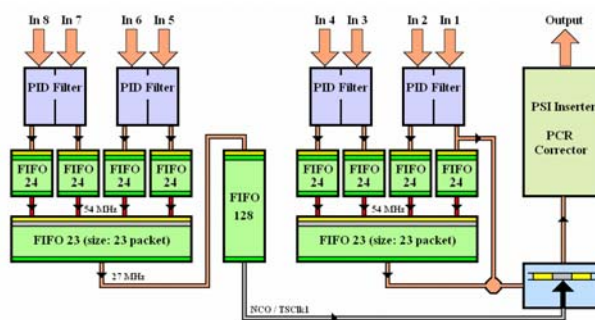 In 8 In 7 In 6 In 5 In 4 In 3 In 2 In 1 Output
PID Filter PID Filter PID Filter PID Filter
PSI Inserter
PCR
Corrector
FIFO 24 FIFO 24 FIFO 24 FIFO 24
FIFO 128
FIFO 24 FIFO 24 FIFO 24 FIFO 24
54 MHz 54 MHz
FIFO 23 (size: 23 packet) FIFO 23 (size: 23 packet)
27 MHz
NCO / TSClk1